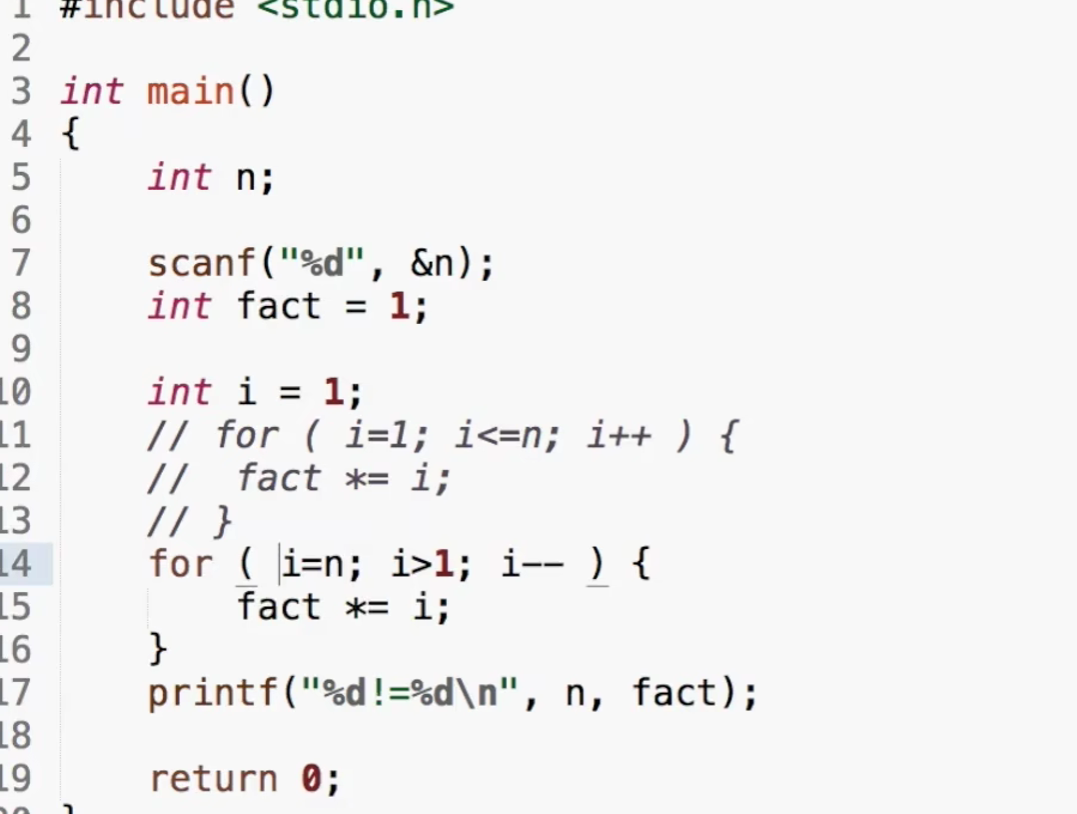 1 #include <stdio.h>
2
3 int main()
4 {
5     int n;
6
7     scanf("%d", &n);
8     int fact = 1;
9
10     int i = 1;
11     // for ( i=1; i<=n; i++ ) {
12     //  fact *= i;
13     // }
14     for ( i=n; i>1; i-- ) {
15         fact *= i;
16     }
17     printf("%d!=%d\n", n, fact);
18
19     return 0;
20 }